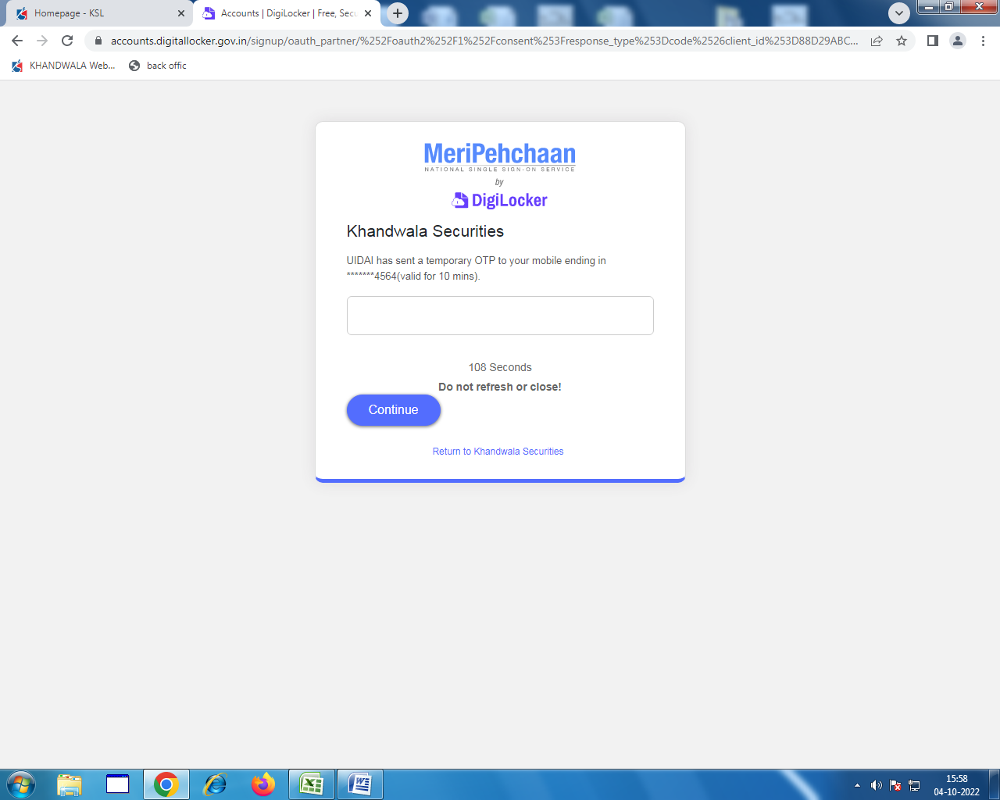 Homepage - KSL
Accounts | DigiLocker | Free, Secu
accounts.digitallocker.gov.in/signup/oauth_partner/%252Foauth2%252F1%252Fconsent%253Fresponse_type%253Dcode%2526client_id%253D88D29ABC...
KHANDWALA Web...
back offic
MeriPehchaan
NATIONAL SINGLE SIGN-ON SERVICE
by
DigiLocker
Khandwala Securities
UIDAI has sent a temporary OTP to your mobile ending in
*******4564(valid for 10 mins).
108 Seconds
Do not refresh or close!
Continue
Return to Khandwala Securities
15:58
04-10-2022